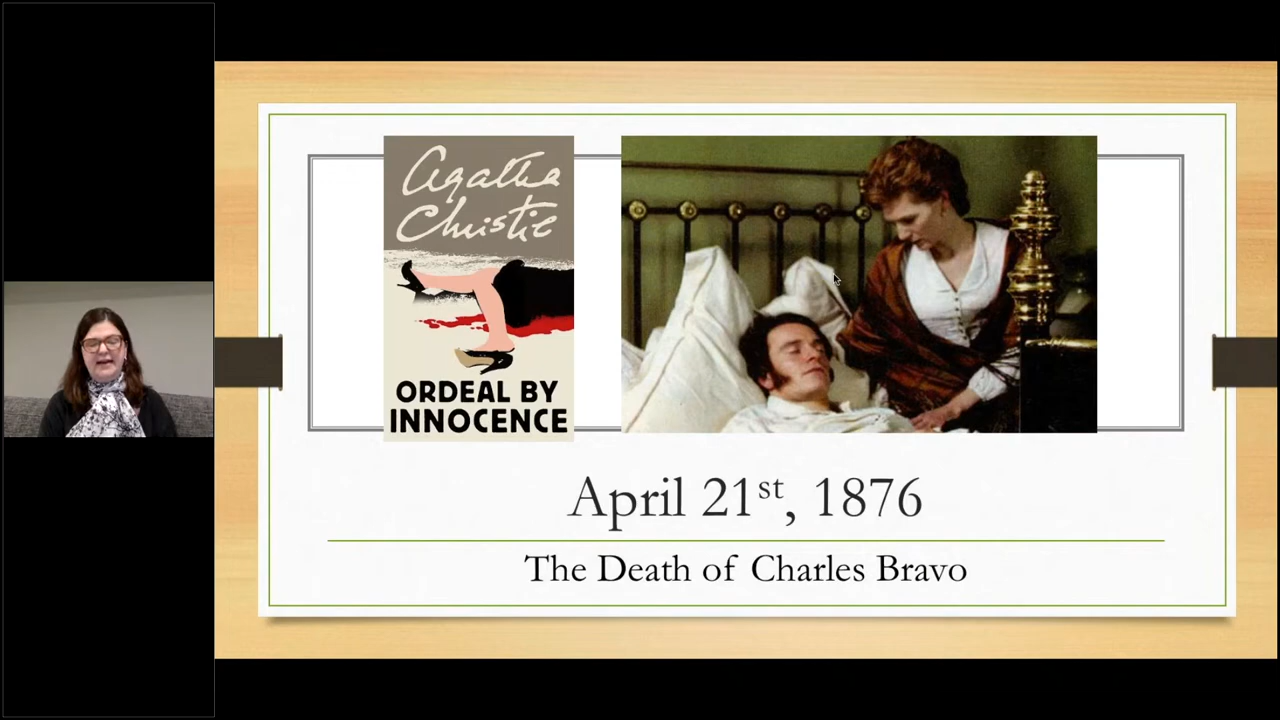 Agatha
Christie
ORDEAL BY
INNOCENCE
April 21st, 1876
The Death of Charles Bravo